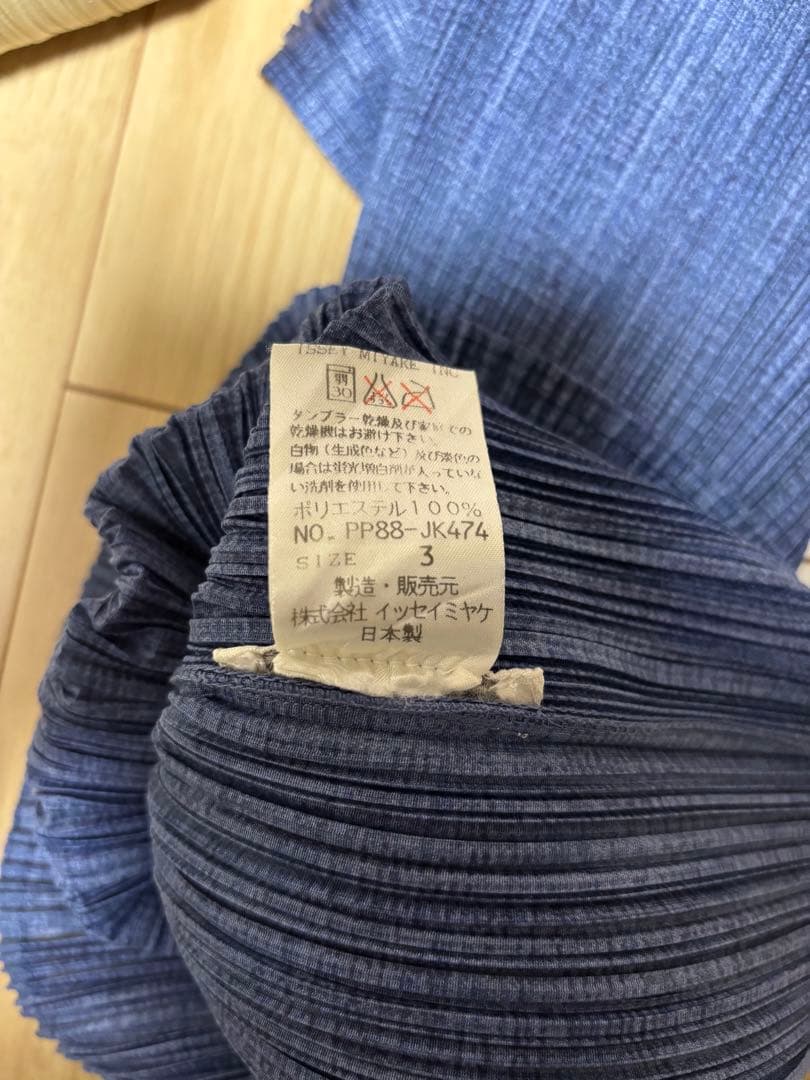 ISSEY MIYAKE INC
弱
30
タンブラー乾燥及び家庭での
乾燥機はお避け下さい。
白物(生成色など)及び淡色の
場合は蛍光増白剤が入っていな
い洗剤を使用して下さい。
ポリエステル100%
NO. PP88-JK474
SIZE 3
製造・販売元
株式会社 イッセイミヤケ
日本製